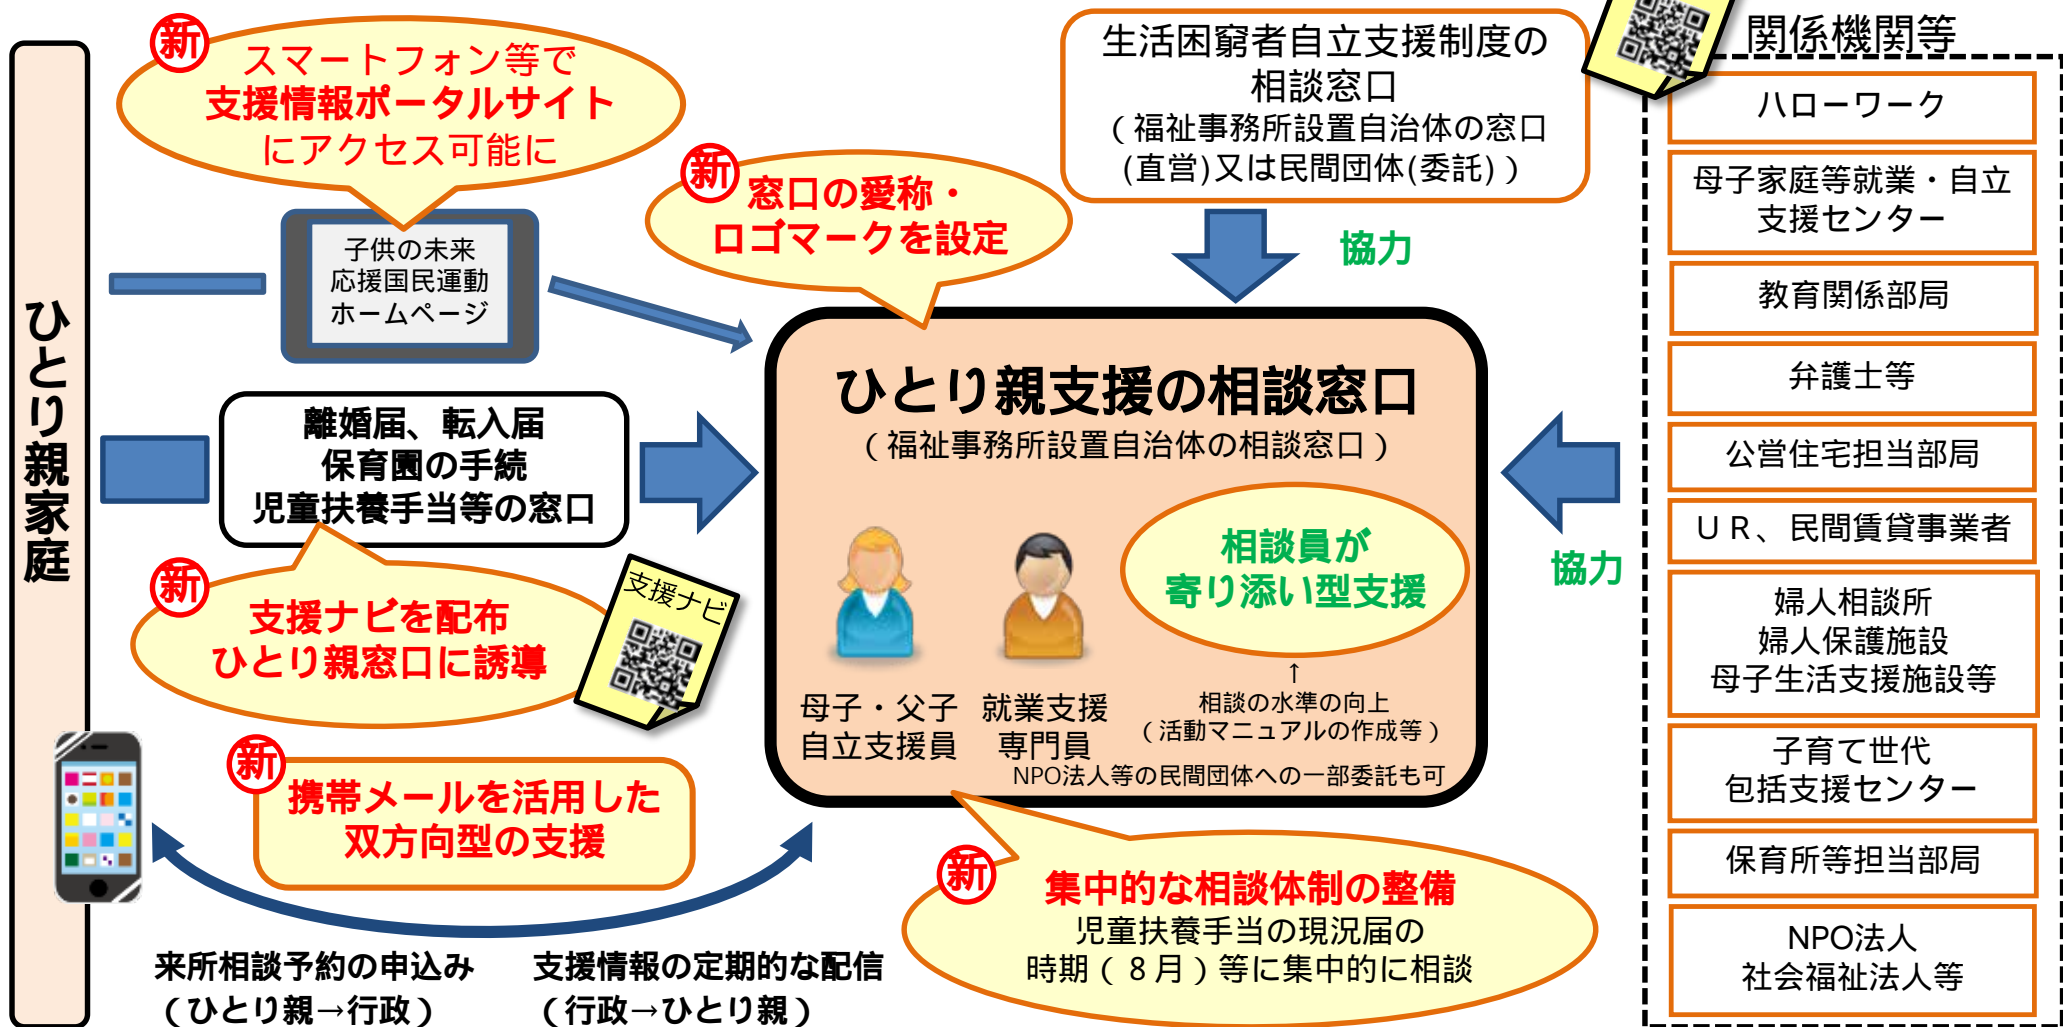 ひとり親家庭
新
スマートフォン等で
支援情報ポータルサイト
にアクセス可能に
子供の未来
応援国民運動
ホームページ
離婚届、転入届
保育園の手続
児童扶養手当等の窓口
新
支援ナビを配布
ひとり親窓口に誘導
支援ナビ
新
携帯メールを活用した
双方向型の支援
来所相談予約の申込み
（ひとり親→行政）
支援情報の定期的な配信
（行政→ひとり親）
新
窓口の愛称・
ロゴマークを設定
生活困窮者自立支援制度の
相談窓口
（福祉事務所設置自治体の窓口
(直営)又は民間団体(委託)）
協力
ひとり親支援の相談窓口
（福祉事務所設置自治体の相談窓口）
相談員が
寄り添い型支援
↑
相談の水準の向上
（活動マニュアルの作成等）
母子・父子
自立支援員
就業支援
専門員
NPO法人等の民間団体への一部委託も可
新
集中的な相談体制の整備
児童扶養手当の現況届の
時期（８月）等に集中的に相談
協力
関係機関等
ハローワーク
母子家庭等就業・自立
支援センター
教育関係部局
弁護士等
公営住宅担当部局
ＵＲ、民間賃貸事業者
婦人相談所
婦人保護施設
母子生活支援施設等
子育て世代
包括支援センター
保育所等担当部局
NPO法人
社会福祉法人等